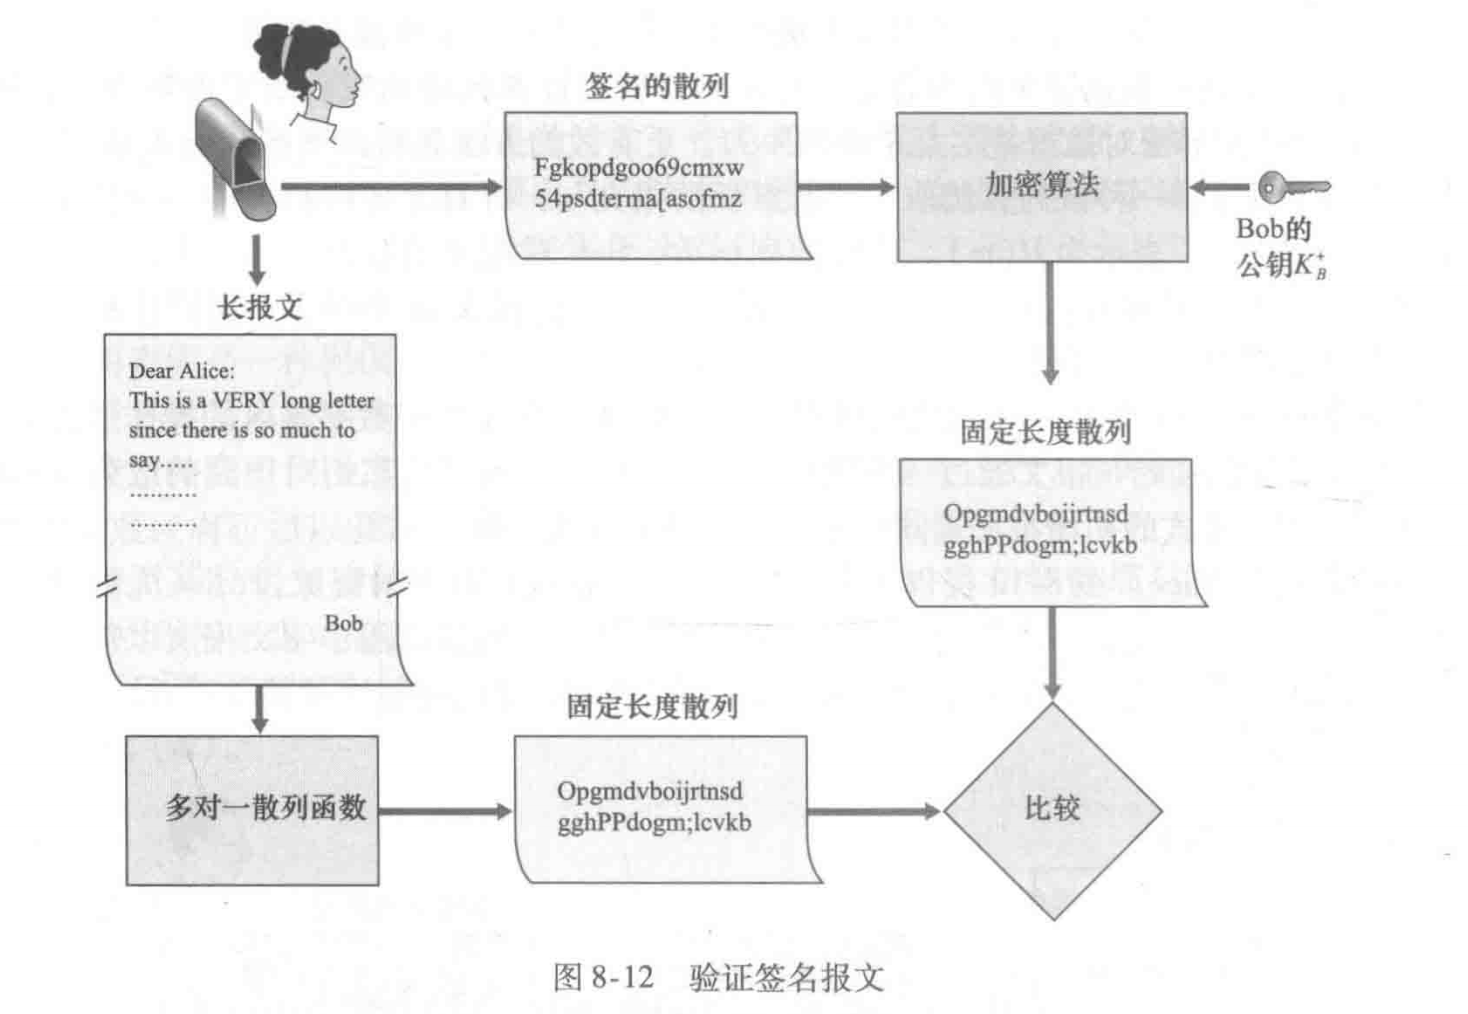 签名的散列
Fgkopdgoo69cmxw
54psdterma[asofmz
加密算法
Bob的
公钥K_B^+
长报文
Dear Alice:
This is a VERY long letter
since there is so much to
say.....
..........
..........
Bob
固定长度散列
Opgmdvboijrtnsd
gghPPdogm;lcvkb
多对一散列函数
固定长度散列
Opgmdvboijrtnsd
gghPPdogm;lcvkb
比较
图 8-12 验证签名报文